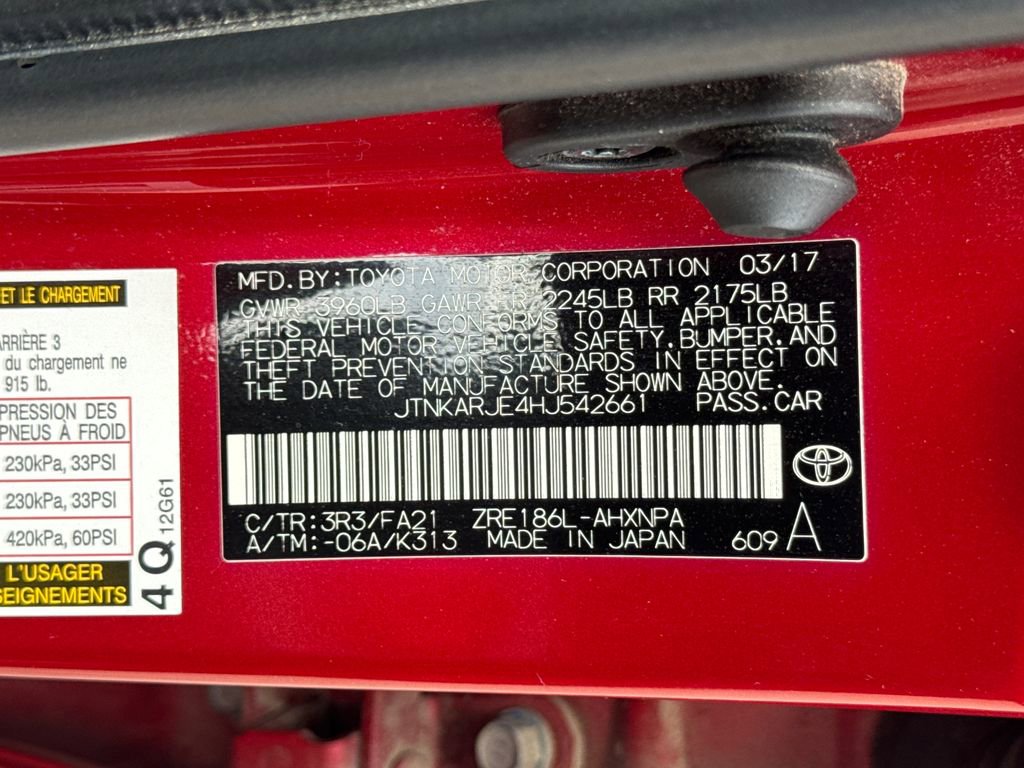 ET LE CHARGEMENT
ARRIÈRE 3
du chargement ne
915 lb.
PRESSION DES
PNEUS À FROID
230kPa, 33PSI
230kPa, 33PSI
420kPa, 60PSI
L'USAGER
SEIGNEMENTS
4Q 12G61
MFD.BY:TOYOTA MOTOR CORPORATION 03/17
GVWR 3960LB GAWR FR 2245LB RR 2175LB
THIS VEHICLE CONFORMS TO ALL APPLICABLE
FEDERAL MOTOR VEHICLE SAFETY.BUMPER.AND
THEFT PREVENTION STANDARDS IN EFFECT ON
THE DATE OF MANUFACTURE SHOWN ABOVE.
JTNKARJE4HJ542661 PASS.CAR
C/TR:3R3/FA21 ZRE186L-AHXNPA
A/TM:-06A/K313 MADE IN JAPAN 609 A